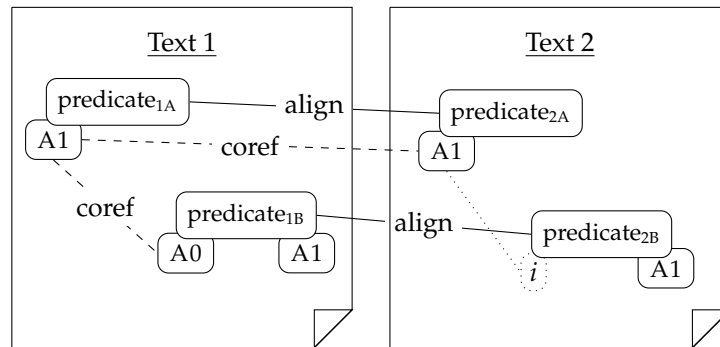 Text 1
predicate1A
A1
coref
predicate1B
A0
A1
align
coref
align
Text 2
predicate2A
A1
predicate2B
i
A1